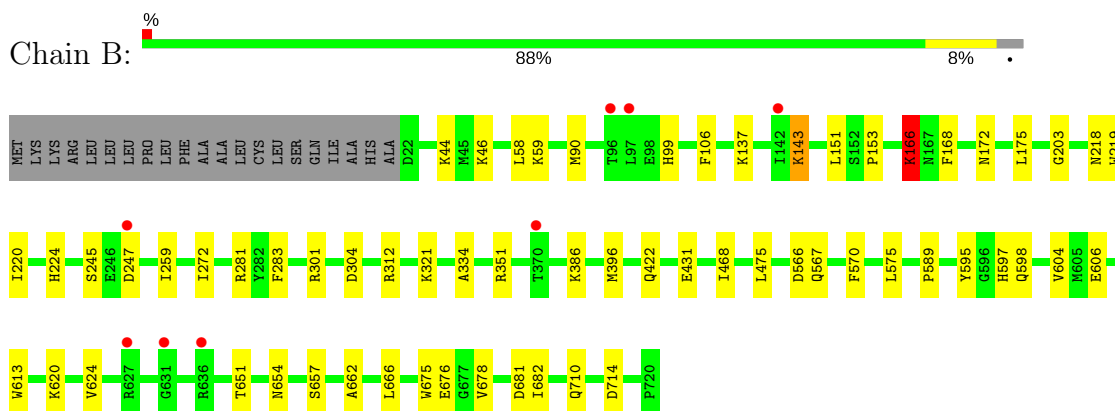 %
Chain B:
88% 8% •
MET LYS LYS ARG LEU LEU LEU PRO LEU PHE ALA ALA LEU CYS LEU SER GLN ILE ALA HIS ALA D22 K44 M45 K46 L58 K59 M90 T96 L97 E98 H99 F106 K137 I142 K143 L151 S152 P153 K166 N167 F168 N172 L175 G203 N218
I220 H224 S245 E246 D247 I259 I272 R281 Y282 F283 R301 D304 R312 K321 A334 R351 T370 K386 M396 Q422 E431 I468 L475 D566 Q567 F570 L575 P589 Y595 G596 H597 Q598 V604 M605 E606
W613 K620 V624 R627 G631 R636 T651 N654 S657 A662 L666 W675 E676 G677 V678 D681 I682 Q710 D714 P720